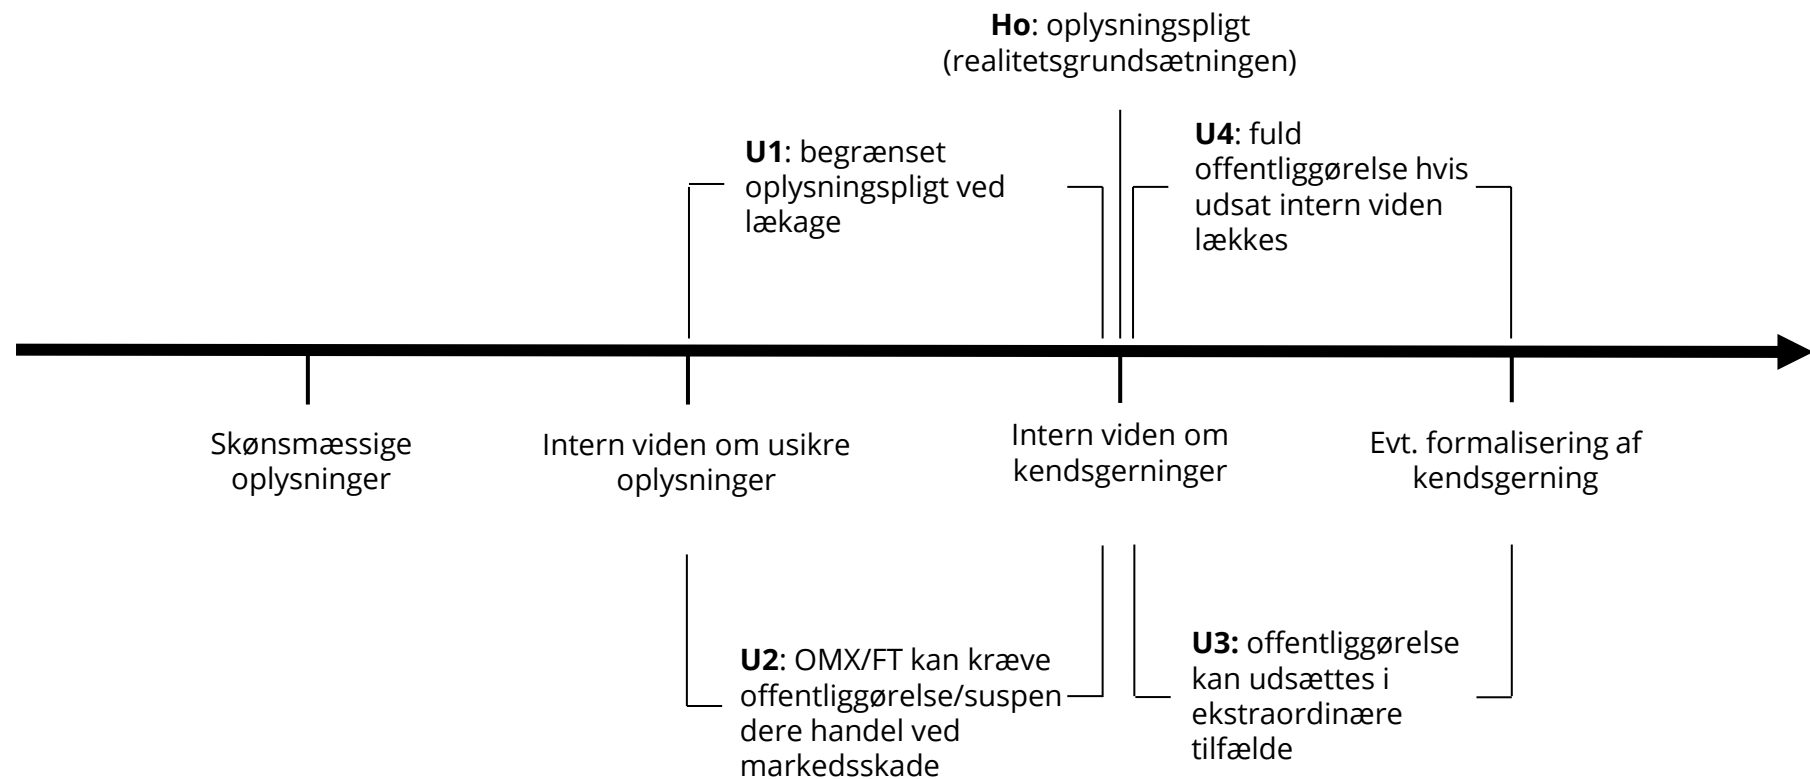 Ho: oplysningspligt
(realitetsgrundsætningen)
U1: begrænset
oplysningspligt ved
lækage
U4: fuld
offentliggørelse hvis
udsat intern viden
lækkes
Skønsmæssige
oplysninger
Intern viden om usikre
oplysninger
Intern viden om
kendsgerninger
Evt. formalisering af
kendsgerning
U2: OMX/FT kan kræve
offentliggørelse/suspen
dere handel ved
markedsskade
U3: offentliggørelse
kan udsættes i
ekstraordinære
tilfælde